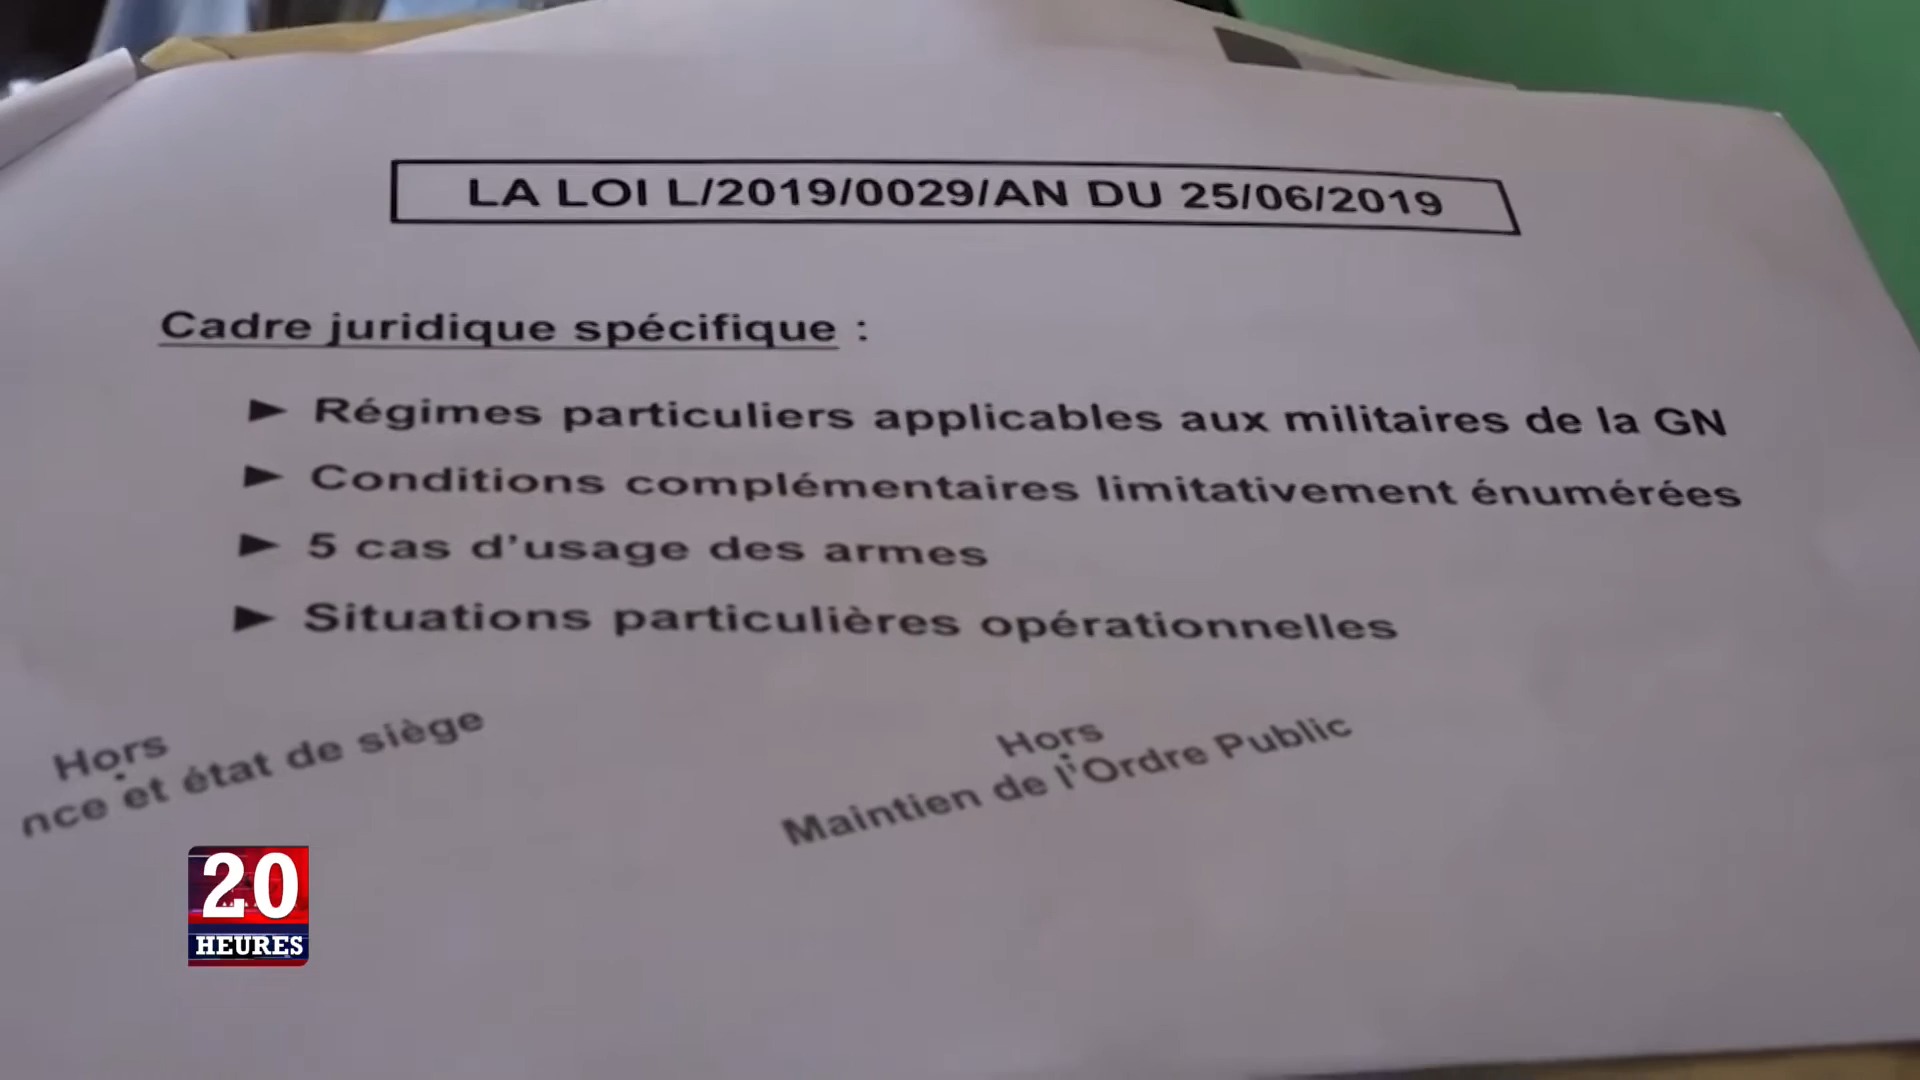 LA LOI L/2019/0029/AN DU 25/06/2019
Cadre juridique spécifique :
► Régimes particuliers applicables aux militaires de la GN
► Conditions complémentaires limitativement énumérées
► 5 cas d'usage des armes
► Situations particulières opérationnelles
Hors
nce et état de siège
Hors
Maintien de l'Ordre Public
20
HEURES